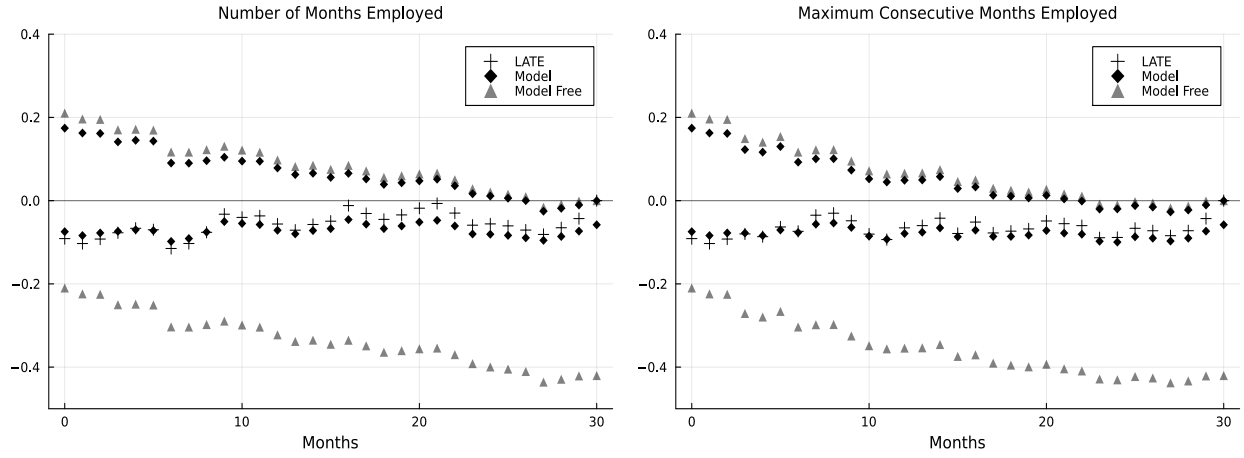 Number of Months Employed
0.4
0.2
0.0
−0.2
−0.4
LATE
Model
Model Free
0
10
20
30
Months
Maximum Consecutive Months Employed
0.4
0.2
0.0
−0.2
−0.4
LATE
Model
Model Free
0
10
20
30
Months